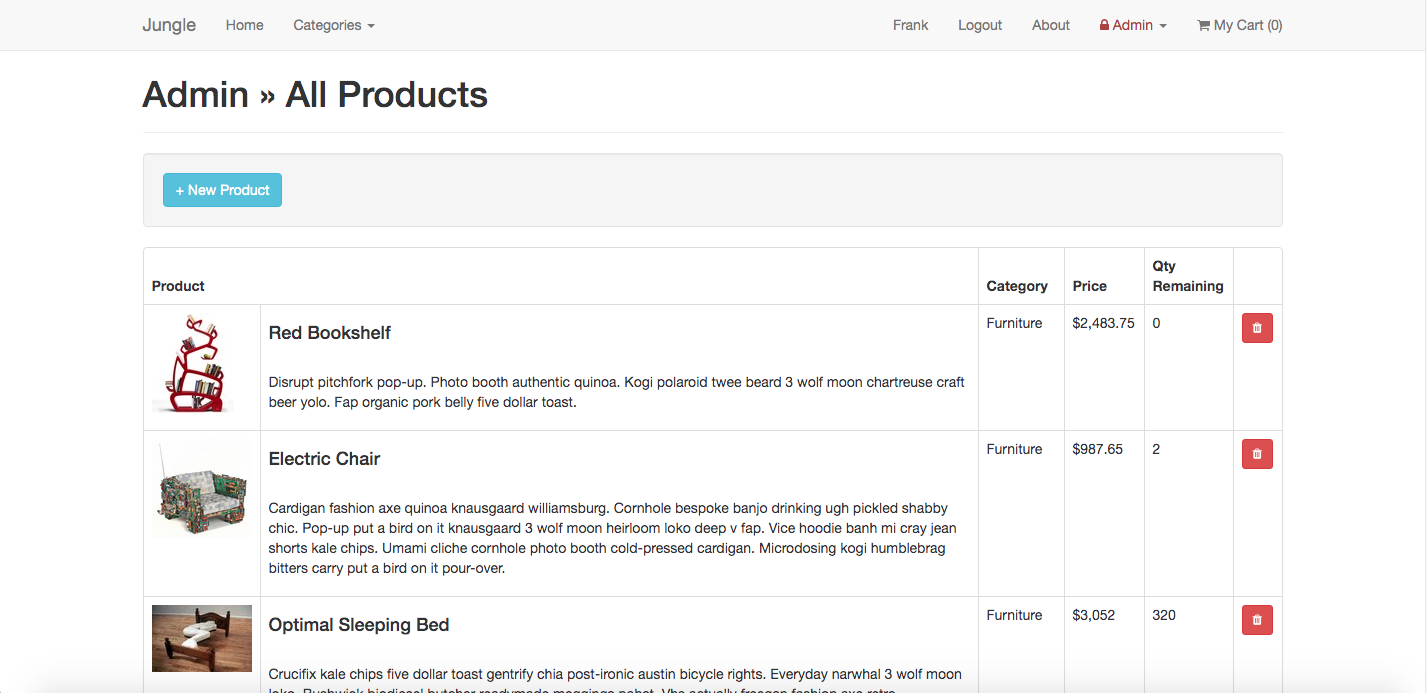 Jungle Home Categories Frank Logout About Admin My Cart (0)
Admin » All Products
+ New Product
Product Category Price Qty Remaining
Red Bookshelf Furniture $2,483.75 0
Disrupt pitchfork pop-up. Photo booth authentic quinoa. Kogi polaroid twee beard 3 wolf moon chartreuse craft
beer yolo. Fap organic pork belly five dollar toast.
Electric Chair Furniture $987.65 2
Cardigan fashion axe quinoa knausgaard williamsburg. Cornhole bespoke banjo drinking ugh pickled shabby
chic. Pop-up put a bird on it knausgaard 3 wolf moon heirloom loko deep v fap. Vice hoodie banh mi cray jean
shorts kale chips. Umami cliche cornhole photo booth cold-pressed cardigan. Microdosing kogi humblebrag
bitters carry put a bird on it pour-over.
Optimal Sleeping Bed Furniture $3,052 320
Crucifix kale chips five dollar toast gentrify chia post-ironic austin bicycle rights. Everyday narwhal 3 wolf moon